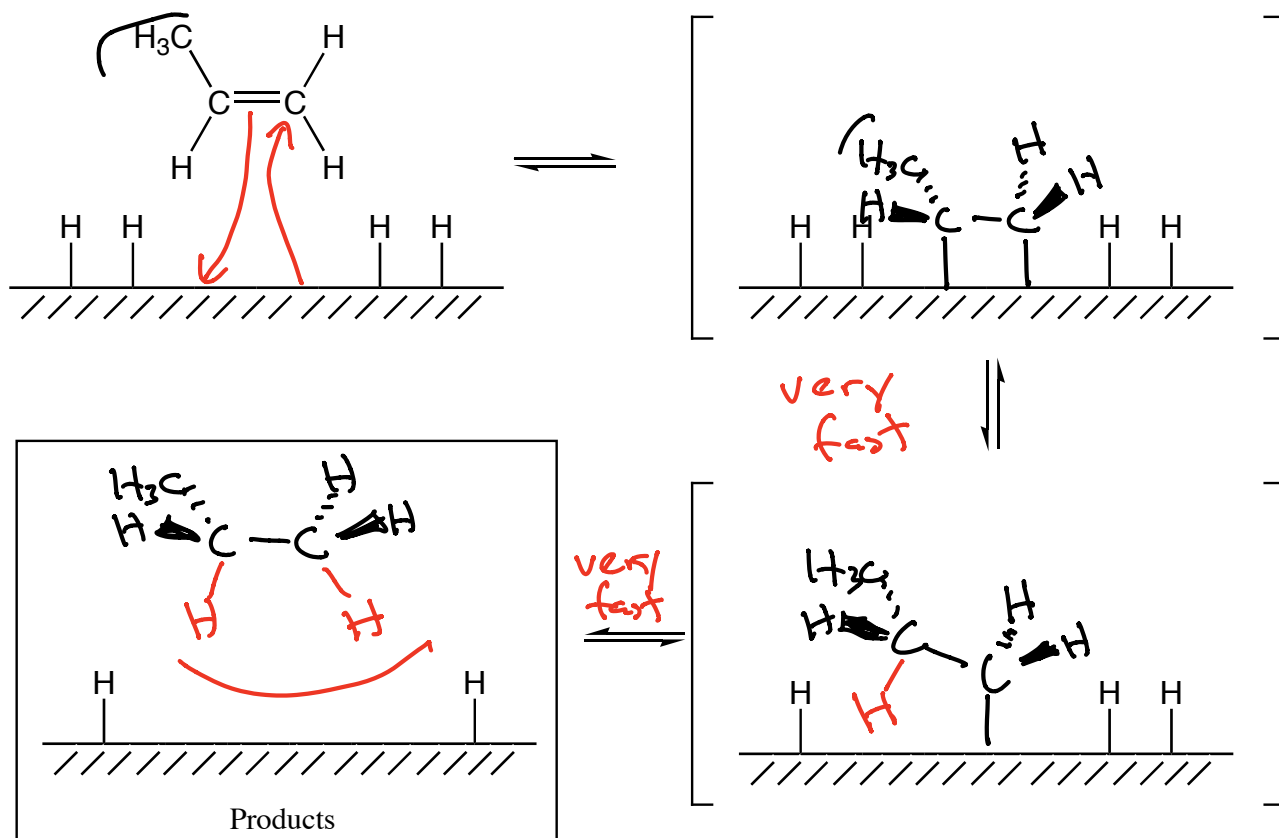 H₃C H
C C
H H
H H H H
H₃C H H
H C C
H H H H
very
fast
H₃C H
H C C H
H H
very
fast
H H
Products
H₃C H
H C H
C
H
H H H